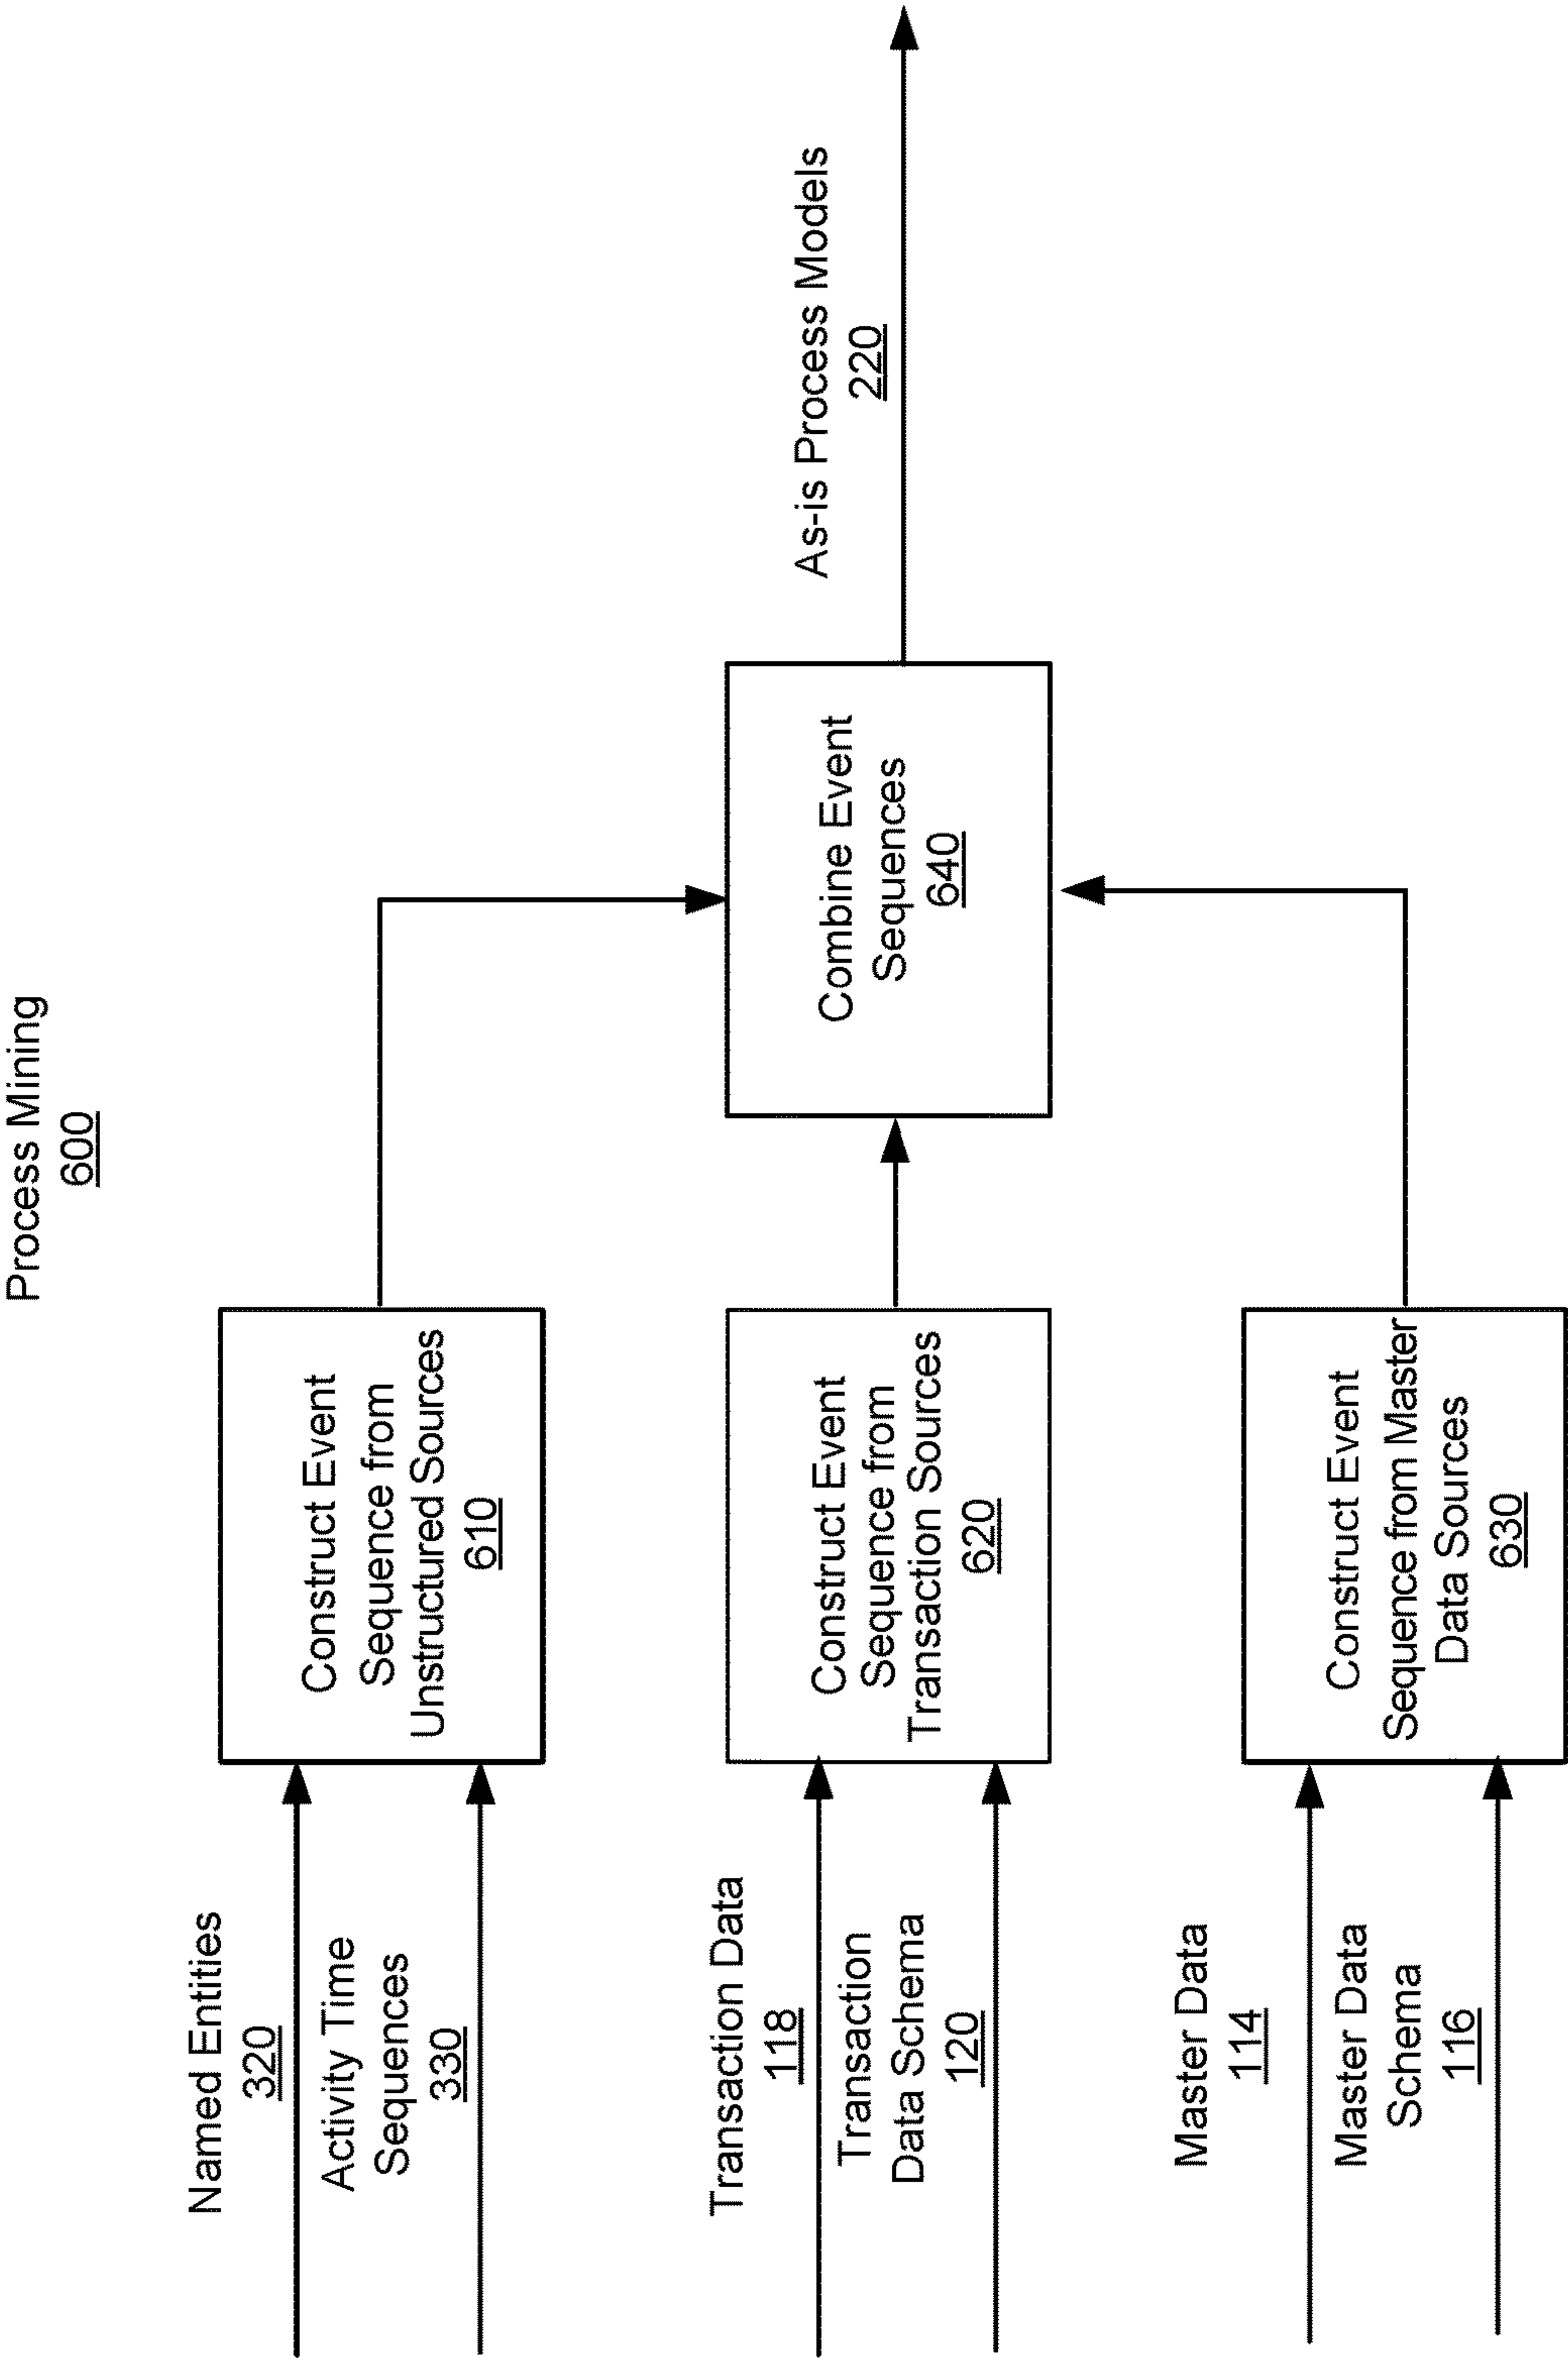 Process Mining
600
Named Entities
320
Activity Time
Sequences
330
Construct Event
Sequence from
Unstructured Sources
610
Transaction Data
118
Transaction
Data Schema
120
Construct Event
Sequence from
Transaction Sources
620
Master Data
114
Master Data
Schema
116
Construct Event
Sequence from Master
Data Sources
630
Combine Event
Sequences
640
As-is Process Models
220